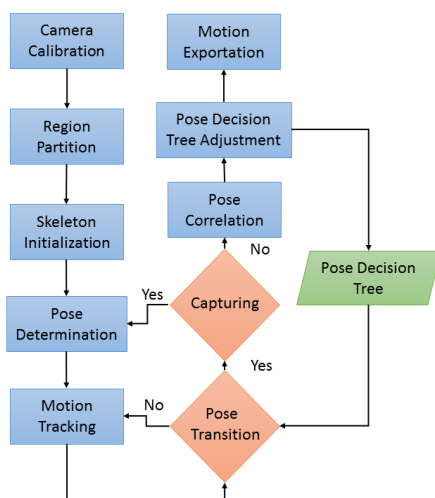 Camera
Calibration
Region
Partition
Skeleton
Initialization
Pose
Determination
Motion
Tracking
Motion
Exportation
Pose Decision
Tree Adjustment
Pose
Correlation
No
Capturing
Yes
Yes
Pose
Transition
No
Pose Decision
Tree